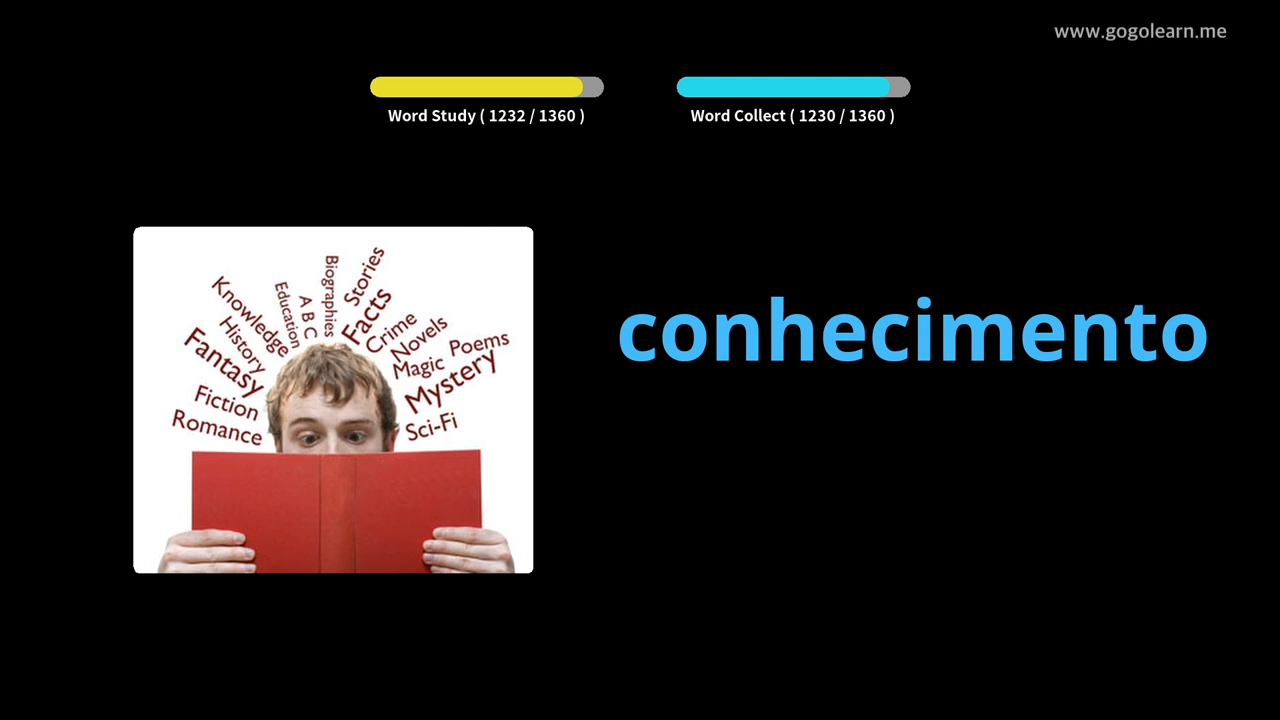 www.gogolearn.me
Word Study ( 1232 / 1360 )
Word Collect ( 1230 / 1360 )
Romance
Fiction
Fantasy
History
Knowledge
Education
A B C
Biographies
Stories
Facts
Crime
Novels
Magic
Poems
Mystery
Sci-Fi
conhecimento